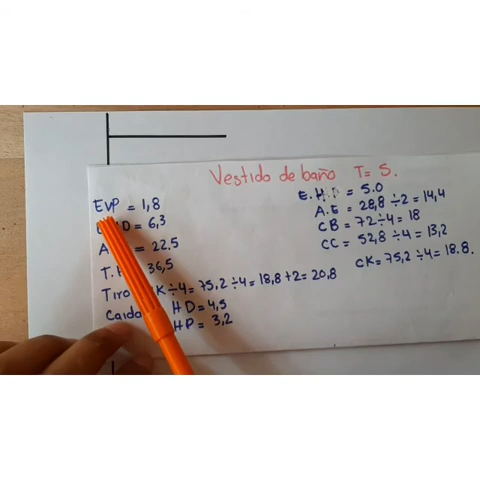 Vestido de baño T= S.
EVP = 1,8
D = 6,3
A = 22,5
T. 36,5
Tiro K÷4= 75,2÷4=18,8+2=20,8
Caída HD=4,5
HP = 3,2
E.H.D = 5.0
A.E = 28,8÷2=14,4
CB = 72÷4=18
CC = 52,8÷4=13,2
CK=75,2÷4=18.8.